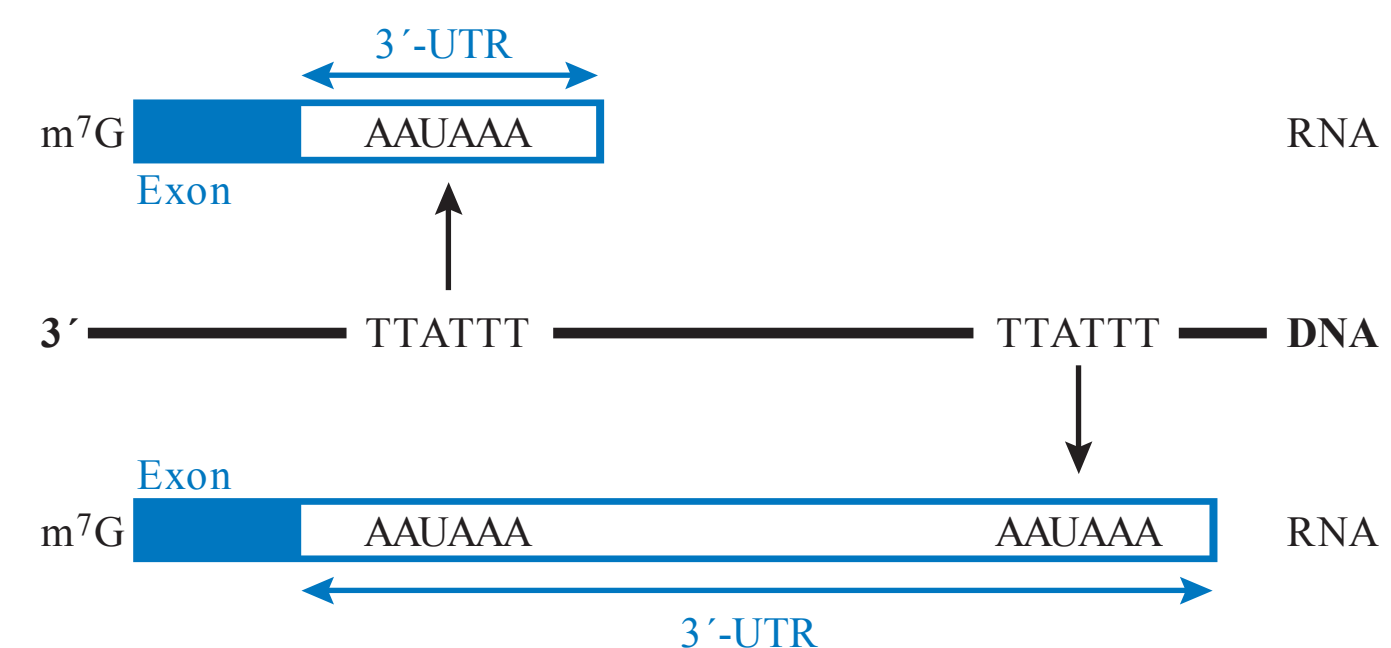 3´-UTR
m⁷G AAUAAA RNA
Exon
3´ TTATTT TTATTT DNA
Exon
m⁷G AAUAAA AAUAAA RNA
3´-UTR